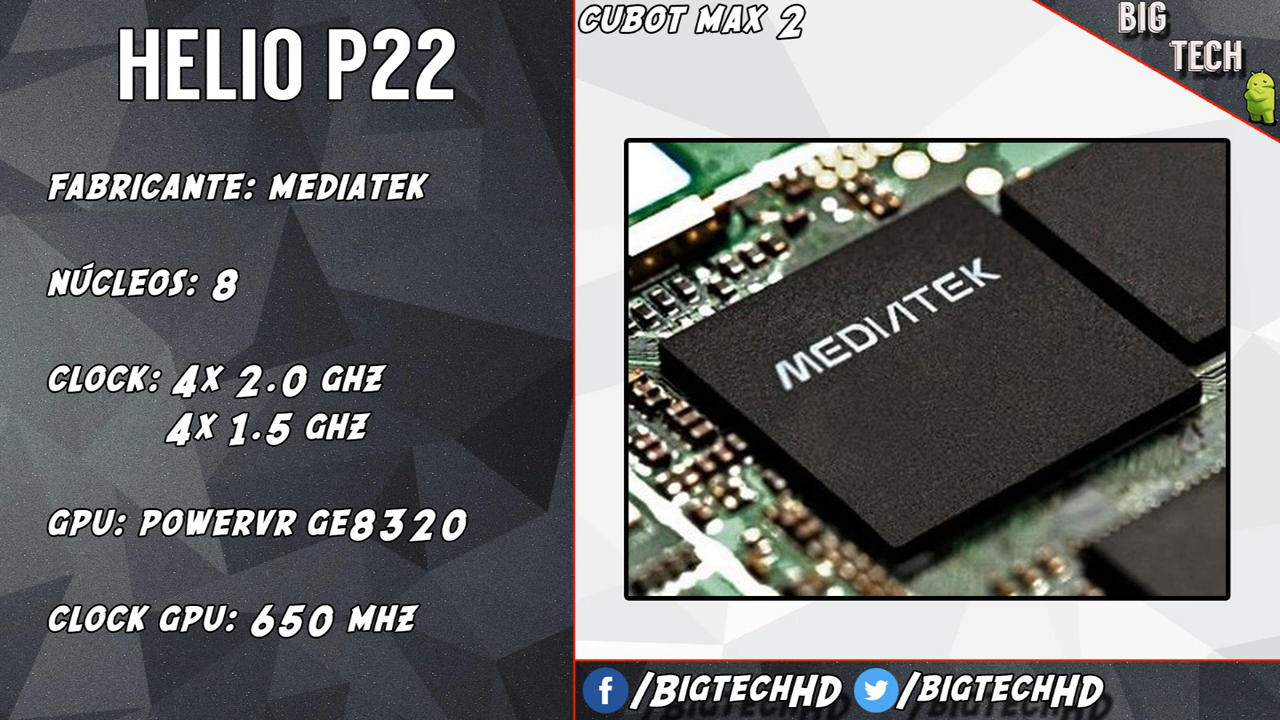 HELIO P22
FABRICANTE: MEDIATEK
NÚCLEOS: 8
CLOCK: 4X 2.0 GHZ
4X 1.5 GHZ
GPU: POWERVR GE8320
CLOCK GPU: 650 MHZ
CUBOT MAX 2
BIG
TECH
MEDIATEK
/BIGTECHHD /BIGTECHHD